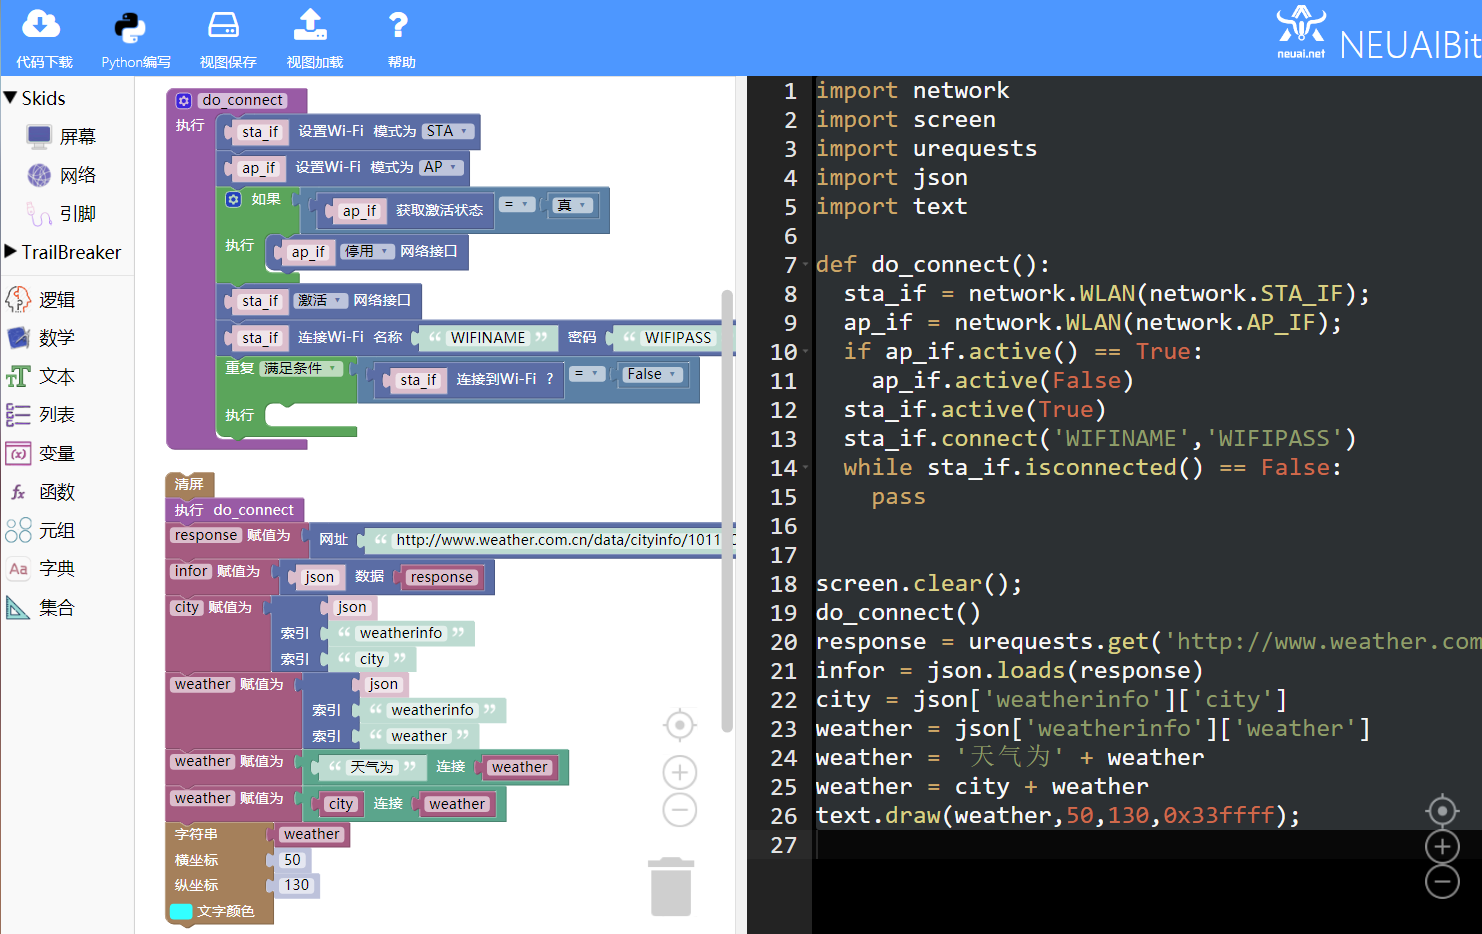 代码下载 Python编写 视图保存 视图加载 帮助
neuai.net NEUAIBit
Skids
屏幕
网络
引脚
TrailBreaker
逻辑
数学
文本
列表
变量
函数
元组
字典
集合
do_connect
执行 sta_if 设置Wi-Fi 模式为 STA
ap_if 设置Wi-Fi 模式为 AP
如果 ap_if 获取激活状态 = 真
执行 ap_if 停用 网络接口
sta_if 激活 网络接口
sta_if 连接Wi-Fi 名称 “ WIFINAME ” 密码 “ WIFIPASS
重复 满足条件 sta_if 连接到Wi-Fi ? = False
执行
清屏
执行 do_connect
response 赋值为 网址 “ http://www.weather.com.cn/data/cityinfo/101
infor 赋值为 json 数据 response
city 赋值为 json
索引 “ weatherinfo ”
索引 “ city ”
weather 赋值为 json
索引 “ weatherinfo ”
索引 “ weather ”
weather 赋值为 “ 天气为 ” 连接 weather
weather 赋值为 city 连接 weather
字符串 weather
横坐标 50
纵坐标 130
文字颜色
1 import network
2 import screen
3 import urequests
4 import json
5 import text
6
7 def do_connect():
8 sta_if = network.WLAN(network.STA_IF);
9 ap_if = network.WLAN(network.AP_IF);
10 if ap_if.active() == True:
11 ap_if.active(False)
12 sta_if.active(True)
13 sta_if.connect('WIFINAME','WIFIPASS')
14 while sta_if.isconnected() == False:
15 pass
16
17
18 screen.clear();
19 do_connect()
20 response = urequests.get('http://www.weather.com
21 infor = json.loads(response)
22 city = json['weatherinfo']['city']
23 weather = json['weatherinfo']['weather']
24 weather = '天气为' + weather
25 weather = city + weather
26 text.draw(weather,50,130,0x33ffff);
27